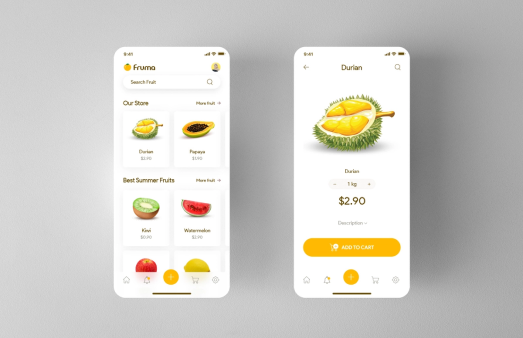 9:41
Fruma
Search Fruit
Our Store
More fruit →
Durian
$2.90
Papaya
$1.90
Best Summer Fruits
More fruit →
Kiwi
$0.90
Watermelon
$2.90
9:41
Durian
Durian
− 1 kg +
$2.90
Description
ADD TO CART